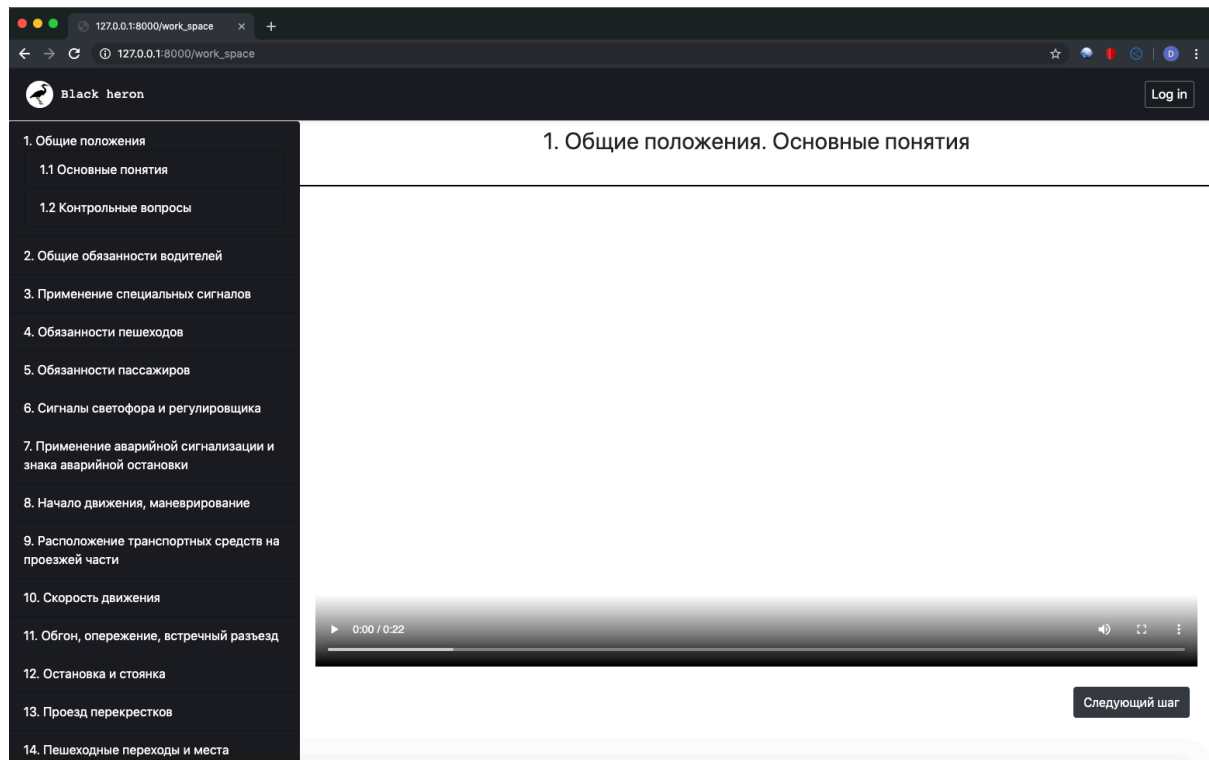 127.0.0.1:8000/work_space
127.0.0.1:8000/work_space
D
Black heron
Log in
1. Общие положения
1.1 Основные понятия
1.2 Контрольные вопросы
2. Общие обязанности водителей
3. Применение специальных сигналов
4. Обязанности пешеходов
5. Обязанности пассажиров
6. Сигналы светофора и регулировщика
7. Применение аварийной сигнализации и
знака аварийной остановки
8. Начало движения, маневрирование
9. Расположение транспортных средств на
проезжей части
10. Скорость движения
11. Обгон, опережение, встречный разъезд
12. Остановка и стоянка
13. Проезд перекрестков
14. Пешеходные переходы и места
1. Общие положения. Основные понятия
0:00 / 0:22
Следующий шаг